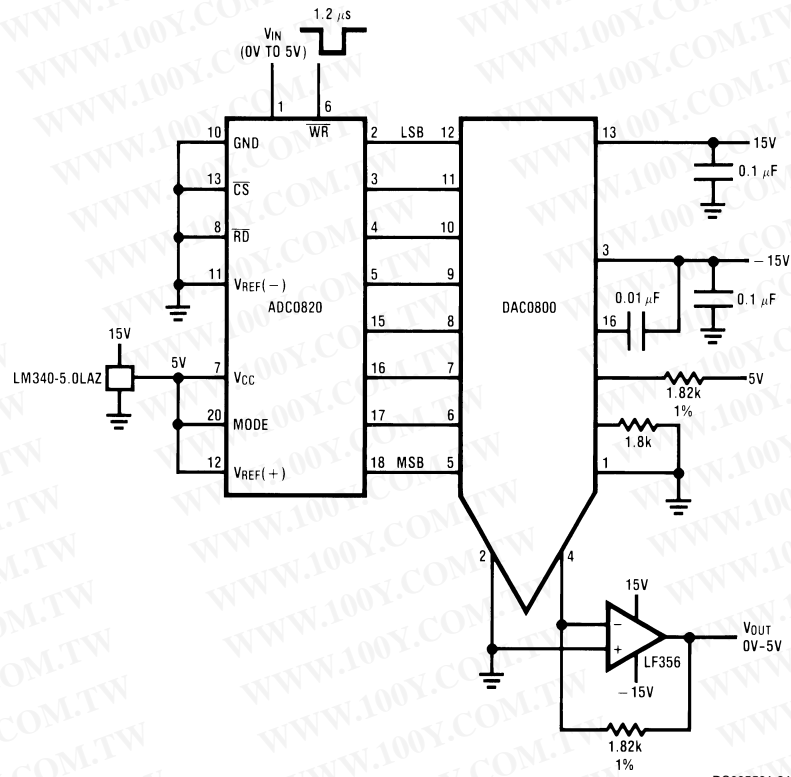 1.2 μs
VIN
(0V TO 5V)
1
6
WR
10
GND
2
LSB
12
13
15V
0.1 μF
13
CS
3
11
8
RD
4
10
3
−15V
11
VREF(−)
5
9
ADC0820
DAC0800
0.01 μF
0.1 μF
15
8
16
15V
5V
LM340-5.0LAZ
7
VCC
16
7
5V
1.82k
1%
20
MODE
17
6
1.8k
12
VREF(+)
18
MSB
5
1
2
4
15V
−
+
LF356
VOUT
0V-5V
−15V
1.82k
1%
WWW.100Y.COM.TW